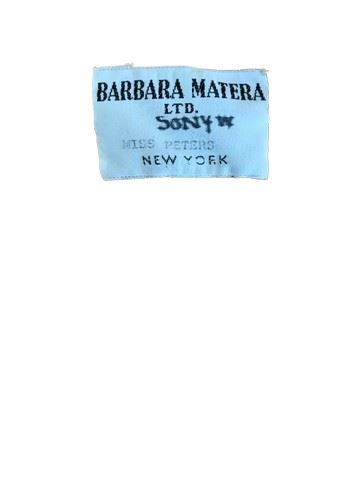 BARBARA MATERA
LTD.
SONY W
MISS PETERS
NEW YORK